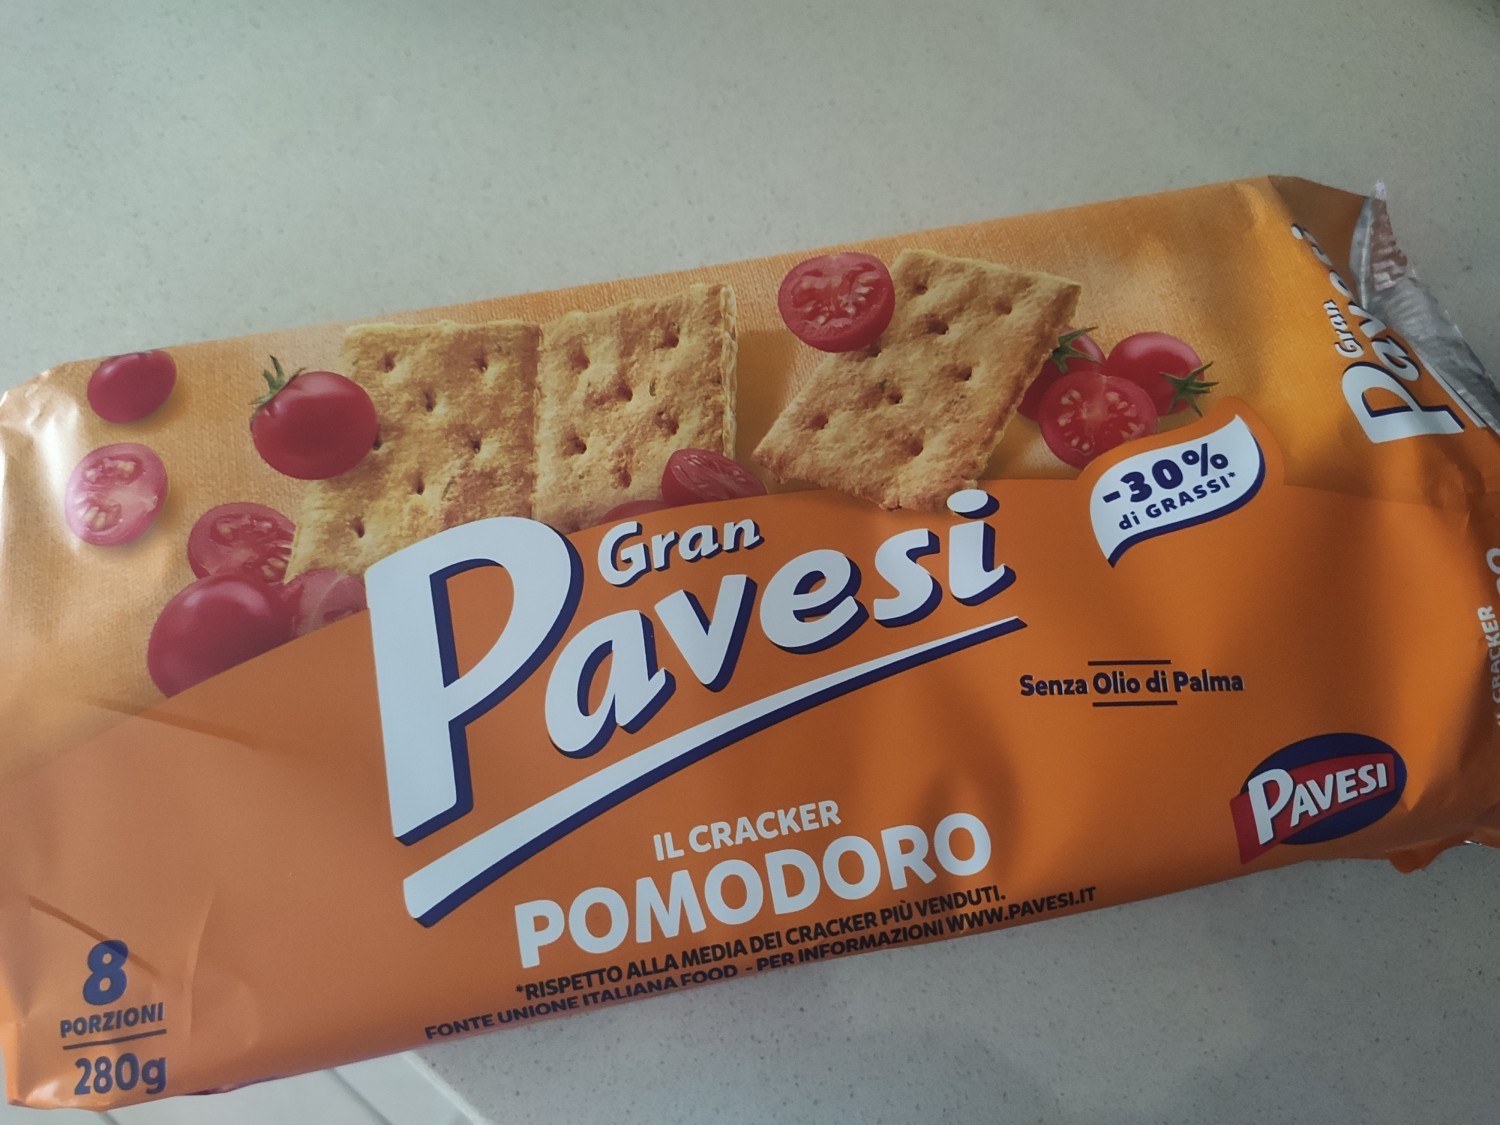 Gran
Pavesi
-30%
di GRASSI*
Senza Olio di Palma
PAVESI
IL CRACKER
POMODORO
*RISPETTO ALLA MEDIA DEI CRACKER PIÙ VENDUTI.
FONTE UNIONE ITALIANA FOOD - PER INFORMAZIONI WWW.PAVESI.IT
8
PORZIONI
280g
Gran
Pavesi
CRACKER